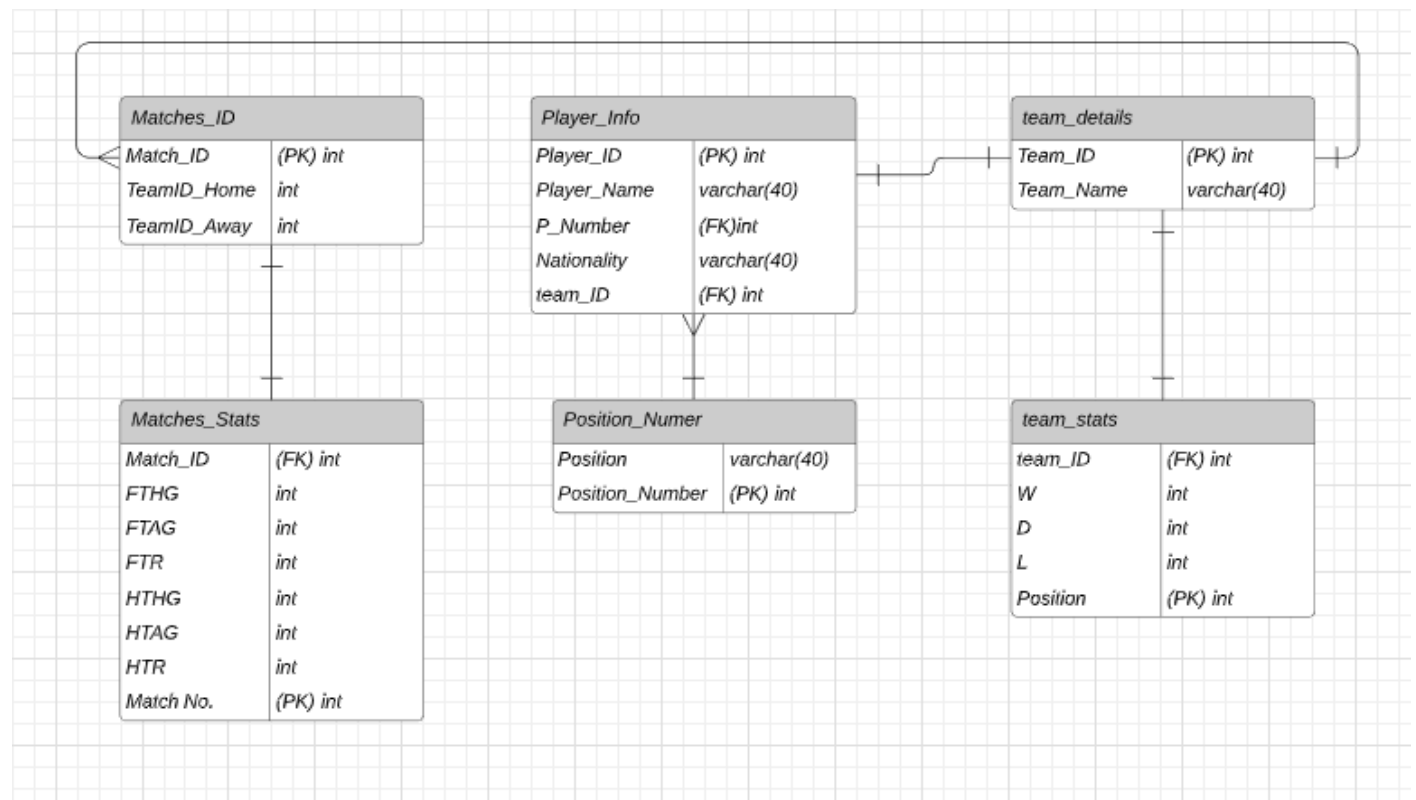 Matches_ID
Match_ID (PK) int
TeamID_Home int
TeamID_Away int
Player_Info
Player_ID (PK) int
Player_Name varchar(40)
P_Number (FK)int
Nationality varchar(40)
team_ID (FK) int
team_details
Team_ID (PK) int
Team_Name varchar(40)
Matches_Stats
Match_ID (FK) int
FTHG int
FTAG int
FTR int
HTHG int
HTAG int
HTR int
Match No. (PK) int
Position_Numer
Position varchar(40)
Position_Number (PK) int
team_stats
team_ID (FK) int
W int
D int
L int
Position (PK) int